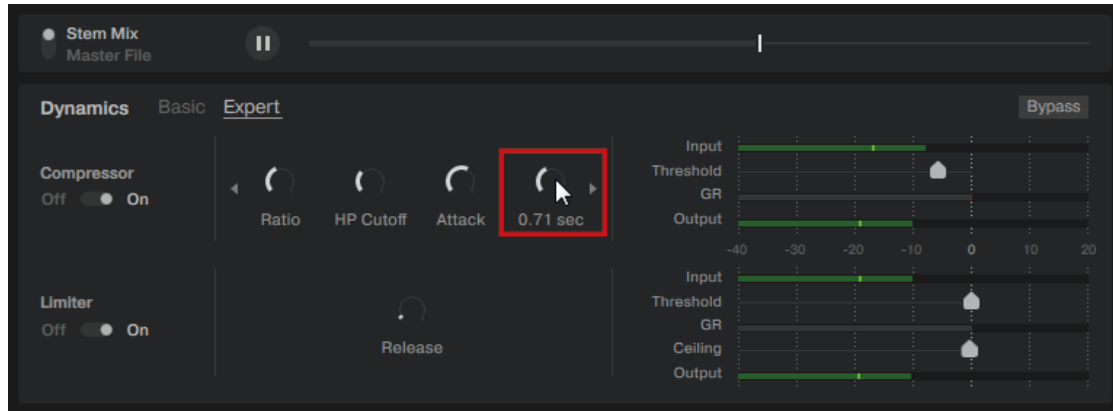 Stem Mix
Master File
Dynamics Basic Expert Bypass
Compressor
Off On
Ratio HP Cutoff Attack 0.71 sec
Input
Threshold
GR
Output
-40 -30 -20 -10 0 10 20
Limiter
Off On
Release
Input
Threshold
GR
Ceiling
Output